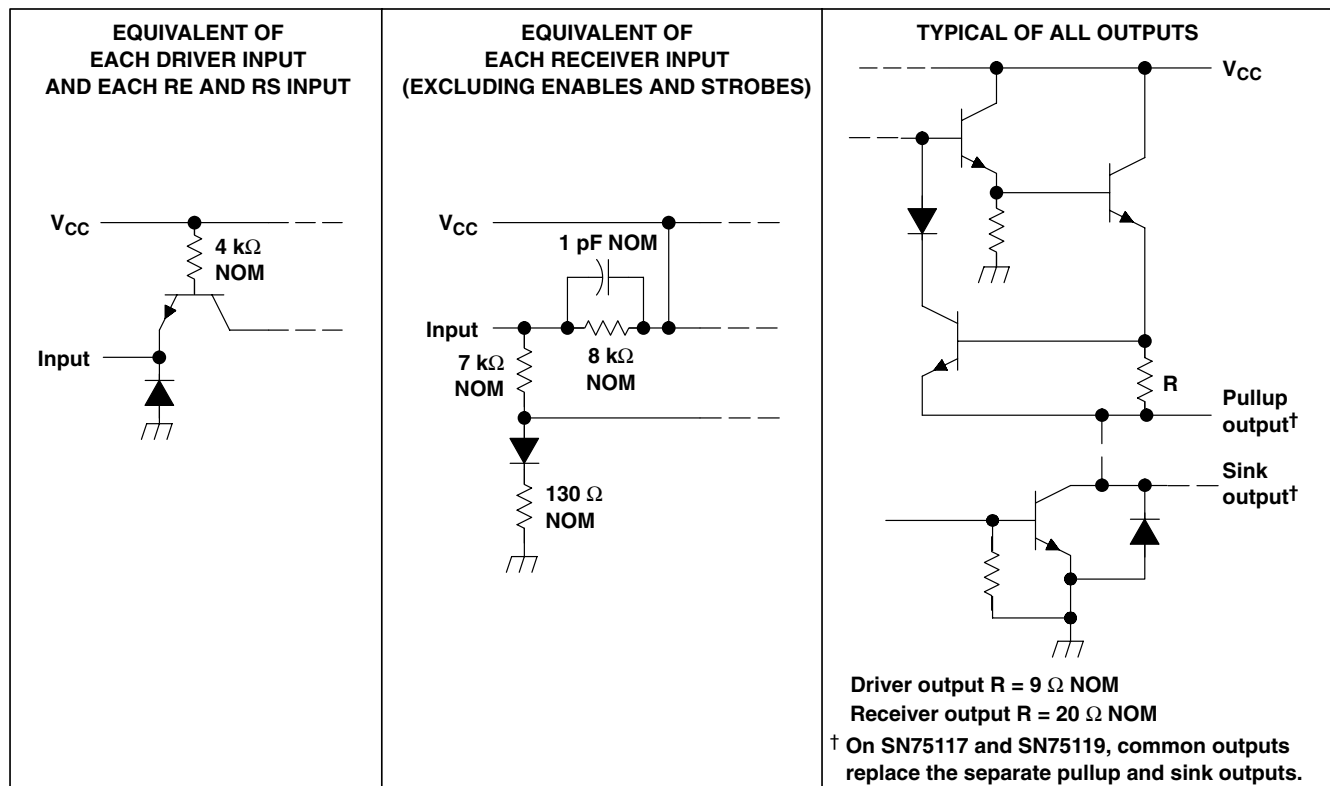 EQUIVALENT OF
EACH DRIVER INPUT
AND EACH RE AND RS INPUT
VCC
4 kΩ
NOM
Input
EQUIVALENT OF
EACH RECEIVER INPUT
(EXCLUDING ENABLES AND STROBES)
VCC
1 pF NOM
Input
7 kΩ
NOM
8 kΩ
NOM
130 Ω
NOM
TYPICAL OF ALL OUTPUTS
VCC
R
Pullup
output†
Sink
output†
Driver output R = 9 Ω NOM
Receiver output R = 20 Ω NOM
† On SN75117 and SN75119, common outputs
replace the separate pullup and sink outputs.